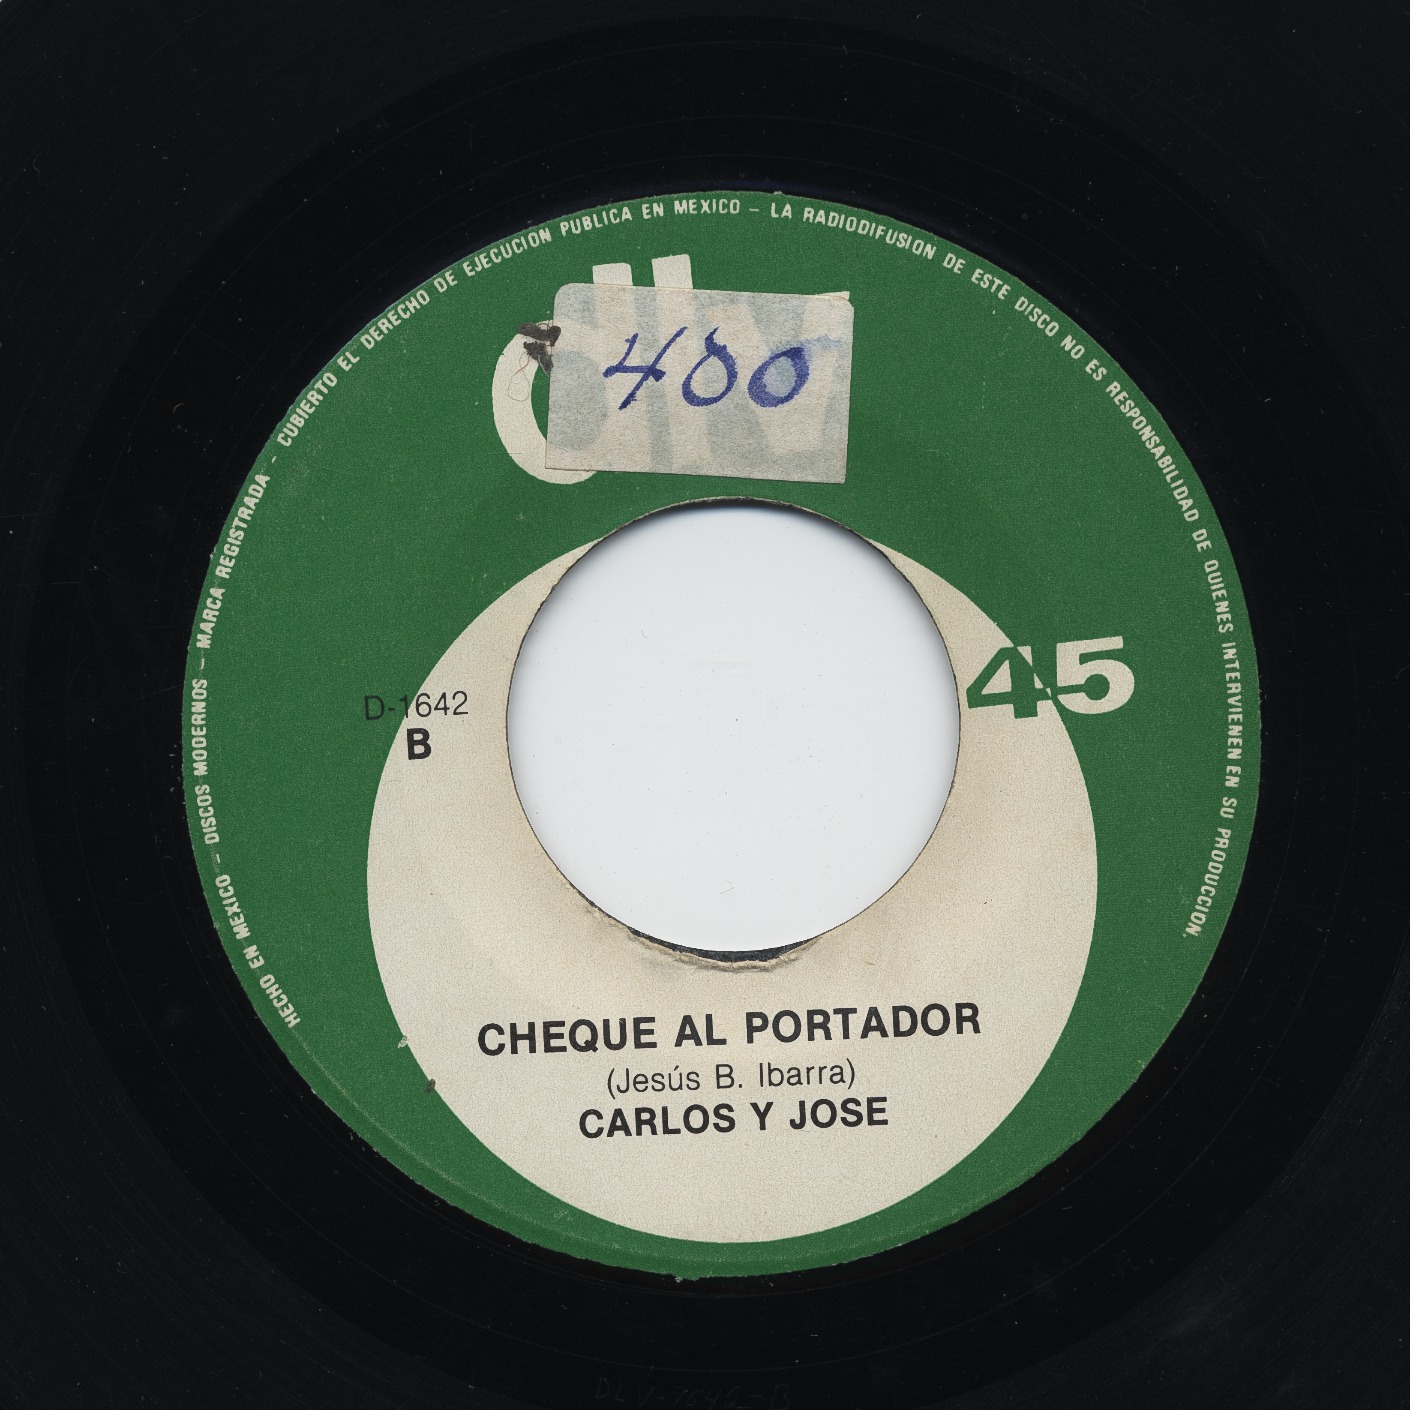 HECHO EN MEXICO - DISCOS MODERNOS - MARCA REGISTRADA - CUBIERTO EL DERECHO DE EJECUCION PUBLICA EN MEXICO - LA RADIODIFUSION DE ESTE DISCO NO ES RESPONSABILIDAD DE QUIENES INTERVIENEN EN SU PRODUCCION.
dlv
400
45
D-1642
B
CHEQUE AL PORTADOR
(Jesús B. Ibarra)
CARLOS Y JOSE